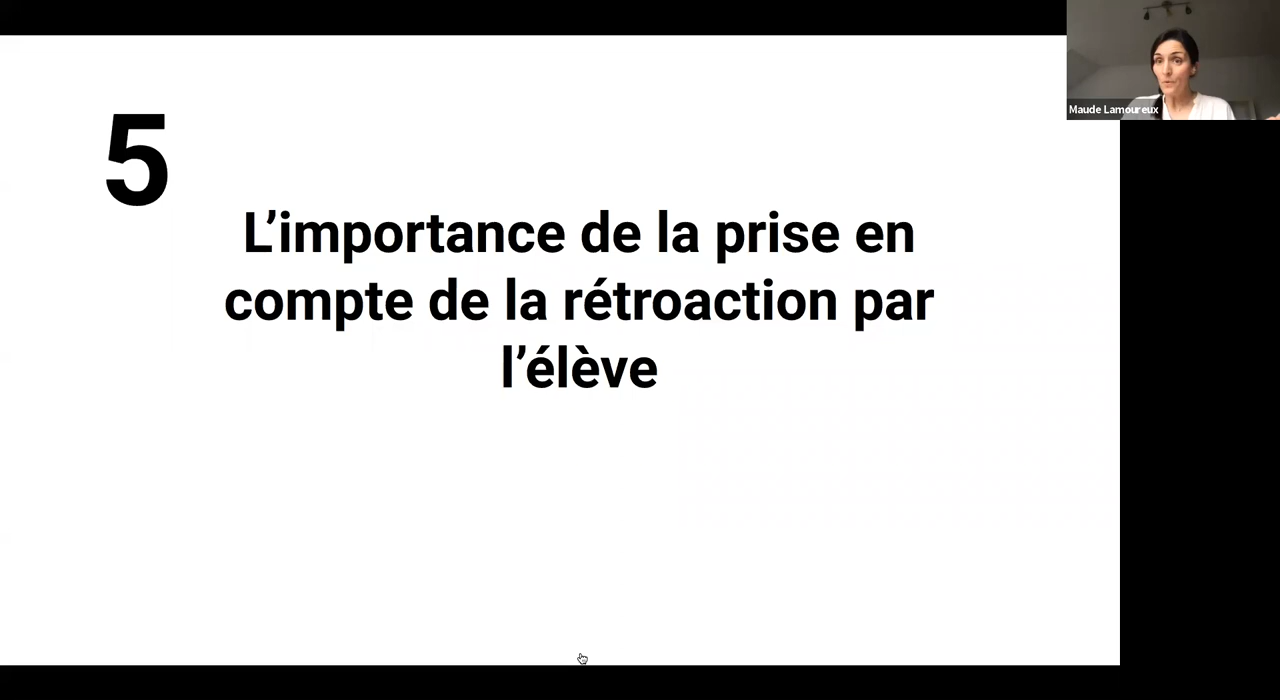 5
L’importance de la prise en
compte de la rétroaction par
l’élève
Maude Lamoureux